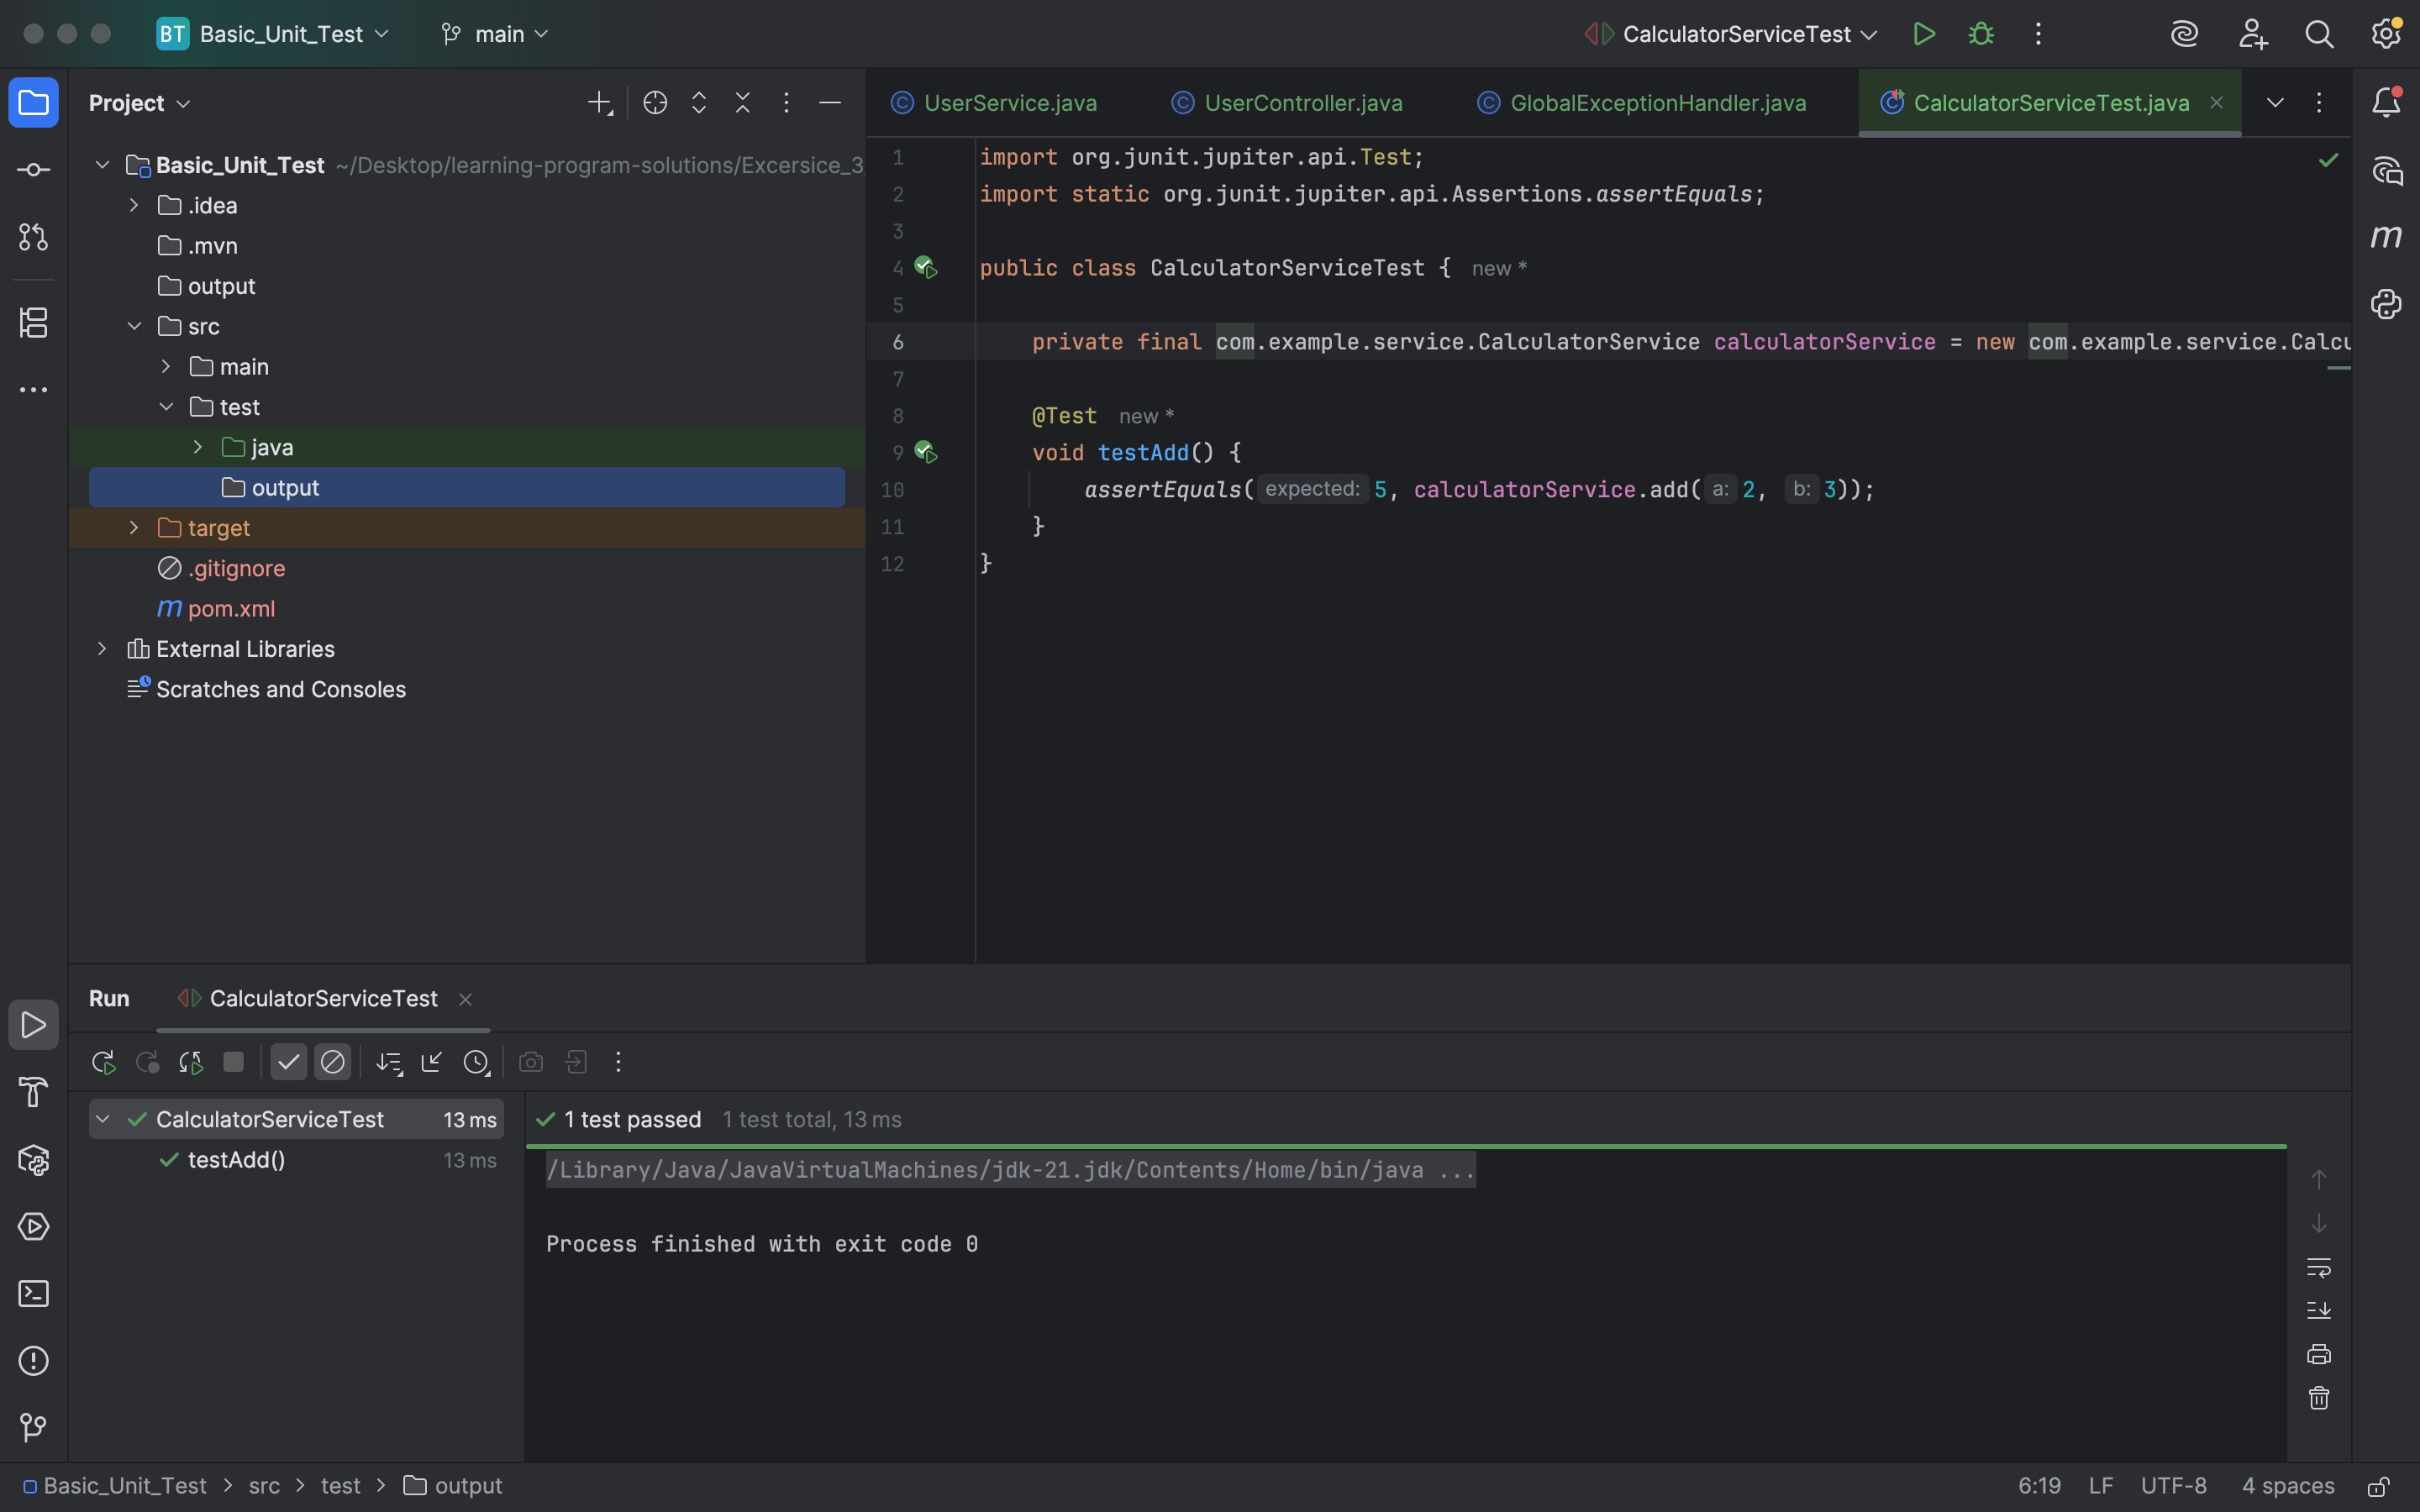 BT Basic_Unit_Test main CalculatorServiceTest
Project
UserService.java UserController.java GlobalExceptionHandler.java CalculatorServiceTest.java
Basic_Unit_Test ~/Desktop/learning-program-solutions/Excersice_3
.idea
.mvn
output
src
main
test
java
output
target
.gitignore
m pom.xml
External Libraries
Scratches and Consoles
1 import org.junit.jupiter.api.Test;
2 import static org.junit.jupiter.api.Assertions.assertEquals;
3
4 public class CalculatorServiceTest { new *
5
6 private final com.example.service.CalculatorService calculatorService = new com.example.service.Calcu
7
8 @Test new *
9 void testAdd() {
10 assertEquals( expected: 5, calculatorService.add( a: 2, b: 3));
11 }
12 }
Run CalculatorServiceTest
CalculatorServiceTest 13 ms
testAdd() 13 ms
1 test passed 1 test total, 13 ms
/Library/Java/JavaVirtualMachines/jdk-21.jdk/Contents/Home/bin/java ...
Process finished with exit code 0
Basic_Unit_Test > src > test > output 6:19 LF UTF-8 4 spaces